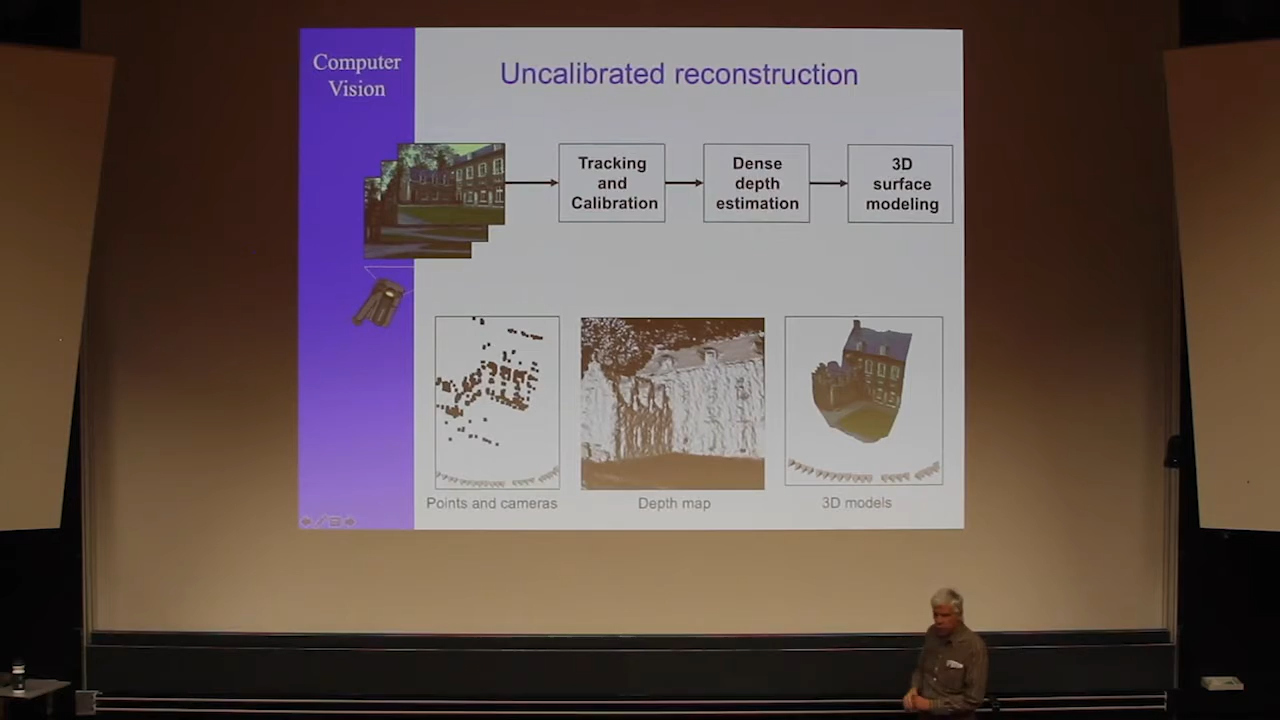 Computer
Vision
Uncalibrated reconstruction
Tracking
and
Calibration
Dense
depth
estimation
3D
surface
modeling
Points and cameras
Depth map
3D models